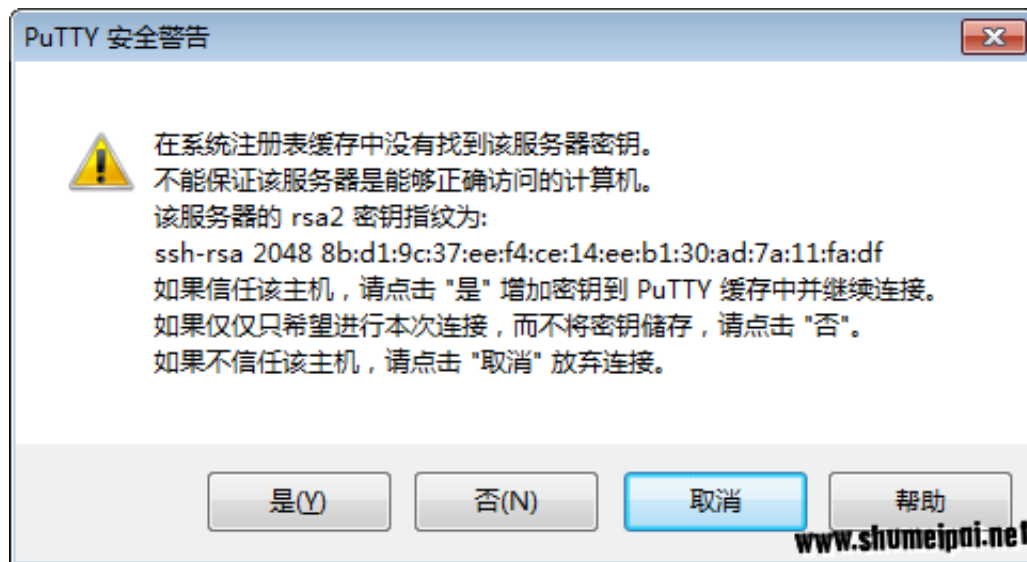 PuTTY 安全警告
在系统注册表缓存中没有找到该服务器密钥。
不能保证该服务器是能够正确访问的计算机。
该服务器的 rsa2 密钥指纹为:
ssh-rsa 2048 8b:d1:9c:37:ee:f4:ce:14:ee:b1:30:ad:7a:11:fa:df
如果信任该主机，请点击 "是" 增加密钥到 PuTTY 缓存中并继续连接。
如果仅仅只希望进行本次连接，而不将密钥储存，请点击 "否"。
如果不信任该主机，请点击 "取消" 放弃连接。
是(Y) 否(N) 取消 帮助
www.shumeipai.net